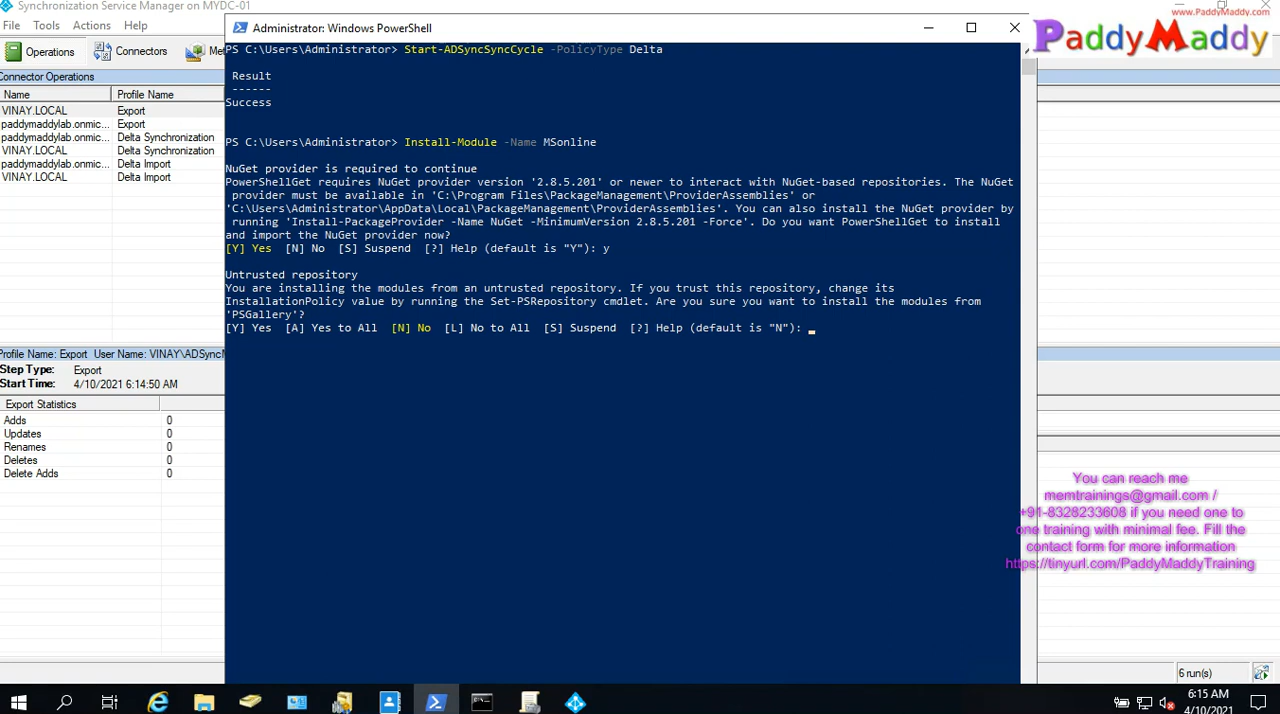 Synchronization Service Manager on MYDC-01
www.PaddyMaddy.com
PaddyMaddy
File Tools Actions Help
Operations Connectors Met
Connector Operations
Name Profile Name
VINAY.LOCAL Export
paddymaddylab.onmic... Export
paddymaddylab.onmic... Delta Synchronization
VINAY.LOCAL Delta Synchronization
paddymaddylab.onmic... Delta Import
VINAY.LOCAL Delta Import
Administrator: Windows PowerShell
PS C:\Users\Administrator> Start-ADSyncSyncCycle -PolicyType Delta
Result
------
Success
PS C:\Users\Administrator> Install-Module -Name MSonline
NuGet provider is required to continue
PowerShellGet requires NuGet provider version '2.8.5.201' or newer to interact with NuGet-based repositories. The NuGet
provider must be available in 'C:\Program Files\PackageManagement\ProviderAssemblies' or
'C:\Users\Administrator\AppData\Local\PackageManagement\ProviderAssemblies'. You can also install the NuGet provider by
running 'Install-PackageProvider -Name NuGet -MinimumVersion 2.8.5.201 -Force'. Do you want PowerShellGet to install
and import the NuGet provider now?
[Y] Yes [N] No [S] Suspend [?] Help (default is "Y"): y
Untrusted repository
You are installing the modules from an untrusted repository. If you trust this repository, change its
InstallationPolicy value by running the Set-PSRepository cmdlet. Are you sure you want to install the modules from
'PSGallery'?
[Y] Yes [A] Yes to All [N] No [L] No to All [S] Suspend [?] Help (default is "N"): _
Profile Name: Export User Name: VINAY\ADSyncM
Step Type: Export
Start Time: 4/10/2021 6:14:50 AM
Export Statistics
Adds 0
Updates 0
Renames 0
Deletes 0
Delete Adds 0
You can reach me
memtrainings@gmail.com /
+91-8328233608 if you need one to
one training with minimal fee. Fill the
contact form for more information
https://tinyurl.com/PaddyMaddyTraining
6 run(s)
6:15 AM
4/10/2021